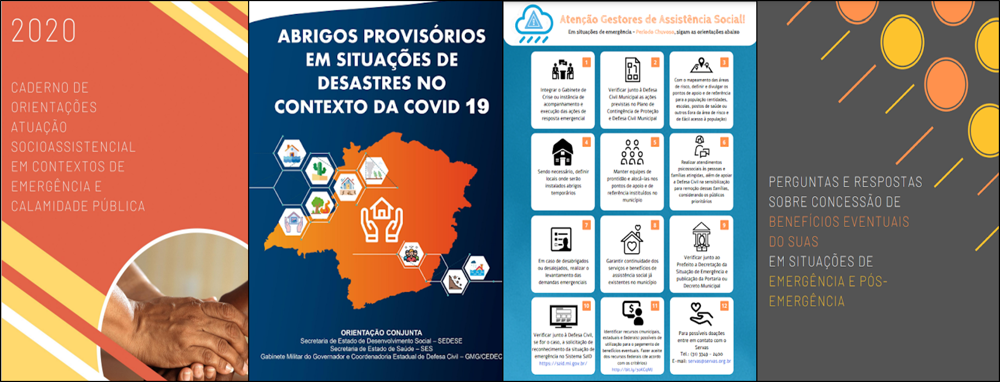 2020
CADERNO DE
ORIENTAÇÕES
ATUAÇÃO
SOCIOASSISTENCIAL
EM CONTEXTOS DE
EMERGÊNCIA E
CALAMIDADE PÚBLICA
ABRIGOS PROVISÓRIOS
EM SITUAÇÕES DE
DESASTRES NO
CONTEXTO DA COVID 19
ORIENTAÇÃO CONJUNTA
Secretaria de Estado de Desenvolvimento Social – SEDESE
Secretaria de Estado de Saúde – SES
Gabinete Militar do Governador e Coordenadoria Estadual de Defesa Civil – GMG/CEDEC
Atenção Gestores de Assistência Social!
Em situações de emergência - Período Chuvoso, sigam as orientações abaixo
1
Integrar o Gabinete de
Crise ou instância de
acompanhamento e
execução das ações de
resposta emergencial
2
Verificar junto à Defesa
Civil Municipal as ações
previstas no Plano de
Contingência de Proteção
e Defesa Civil Municipal
3
Com o mapeamento das áreas
de risco, definir e divulgar os
pontos de apoio e de referência
para a população (entidades,
escolas, postos de saúde ou
outros fora da área de risco e
de fácil acesso à população)
4
Sendo necessário, definir
locais onde serão
instalados abrigos
temporários
5
Manter equipes de
prontidão e alocá-las nos
pontos de apoio e de
referência instituídos no
município
6
Realizar atendimentos
psicossociais às pessoas e
famílias atingidas, além de apoiar
a Defesa Civil na sensibilização
para remoção dessas famílias,
considerando os públicos
prioritários
7
Em caso de desabrigados
ou desalojados, realizar o
levantamento das
demandas emergenciais
8
Garantir continuidade dos
serviços e benefícios de
assistência social já
existentes no município
9
Verificar junto ao
Prefeito a Decretação da
Situação de Emergência e
publicação da Portaria ou
Decreto Municipal
10
Verificar junto à Defesa Civil,
se for o caso, a solicitação de
reconhecimento da situação de
emergência no Sistema S2ID
https://s2id.mi.gov.br/
11
Identificar recursos (municipais,
estaduais e federais) possíveis de
utilização para o pagamento de
benefícios eventuais. Fazer aceite
dos recursos federais (de acordo
com os critérios)
http://bit.ly/30KCqMJ
12
Para possíveis doações
entre em contato com o
Servas
Tel.: (31) 3349 - 2400
E-mail: servas@servas.org.br
PERGUNTAS E RESPOSTAS
SOBRE CONCESSÃO DE
BENEFÍCIOS EVENTUAIS
DO SUAS
EM SITUAÇÕES DE
EMERGÊNCIA E PÓS-
EMERGÊNCIA